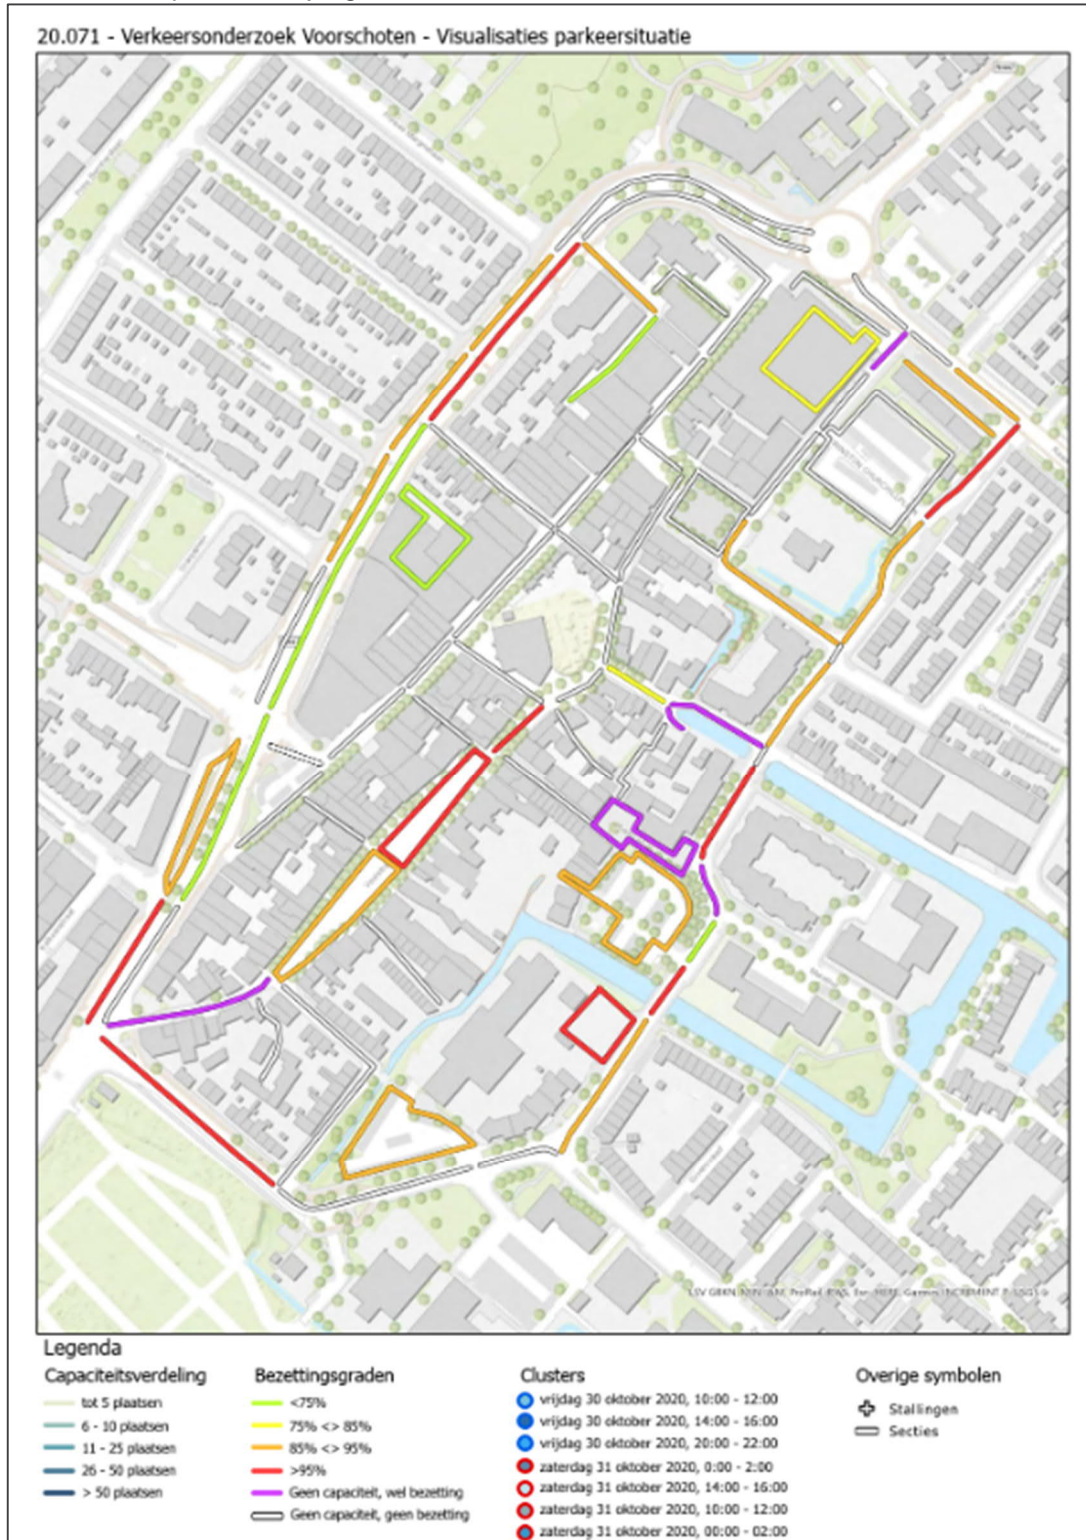 20.071 - Verkeersonderzoek Voorschoten - Visualisaties parkeersituatie
Legenda
Capaciteitsverdeling
tot 5 plaatsen
6 - 10 plaatsen
11 - 25 plaatsen
26 - 50 plaatsen
> 50 plaatsen
Bezettingsgraden
<75%
75% <> 85%
85% <> 95%
>95%
Geen capaciteit, wel bezetting
Geen capaciteit, geen bezetting
Clusters
vrijdag 30 oktober 2020, 10:00 - 12:00
vrijdag 30 oktober 2020, 14:00 - 16:00
vrijdag 30 oktober 2020, 20:00 - 22:00
zaterdag 31 oktober 2020, 0:00 - 2:00
zaterdag 31 oktober 2020, 14:00 - 16:00
zaterdag 31 oktober 2020, 10:00 - 12:00
zaterdag 31 oktober 2020, 00:00 - 02:00
Overige symbolen
Stallingen
Secties